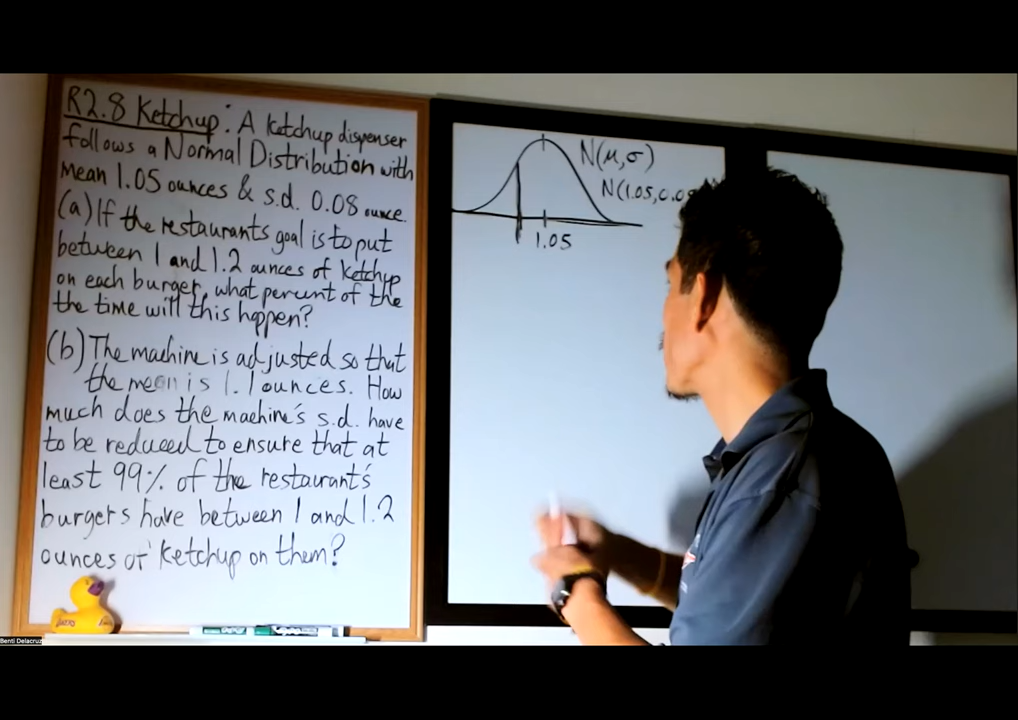 R2.8 Ketchup: A ketchup dispenser
follows a Normal Distribution with
mean 1.05 ounces & s.d. 0.08 ounce.
(a) If the restaurants goal is to put
between 1 and 1.2 ounces of ketchup
on each burger, what percent of the
the time will this happen?
(b) The machine is adjusted so that
the mean is 1.1 ounces. How
much does the machine's s.d. have
to be reduced to ensure that at
least 99% of the restaurant's
burgers have between 1 and 1.2
ounces of ketchup on them?
Benti Delacruz
N(μ,σ)
N(1.05,0.08
1.05